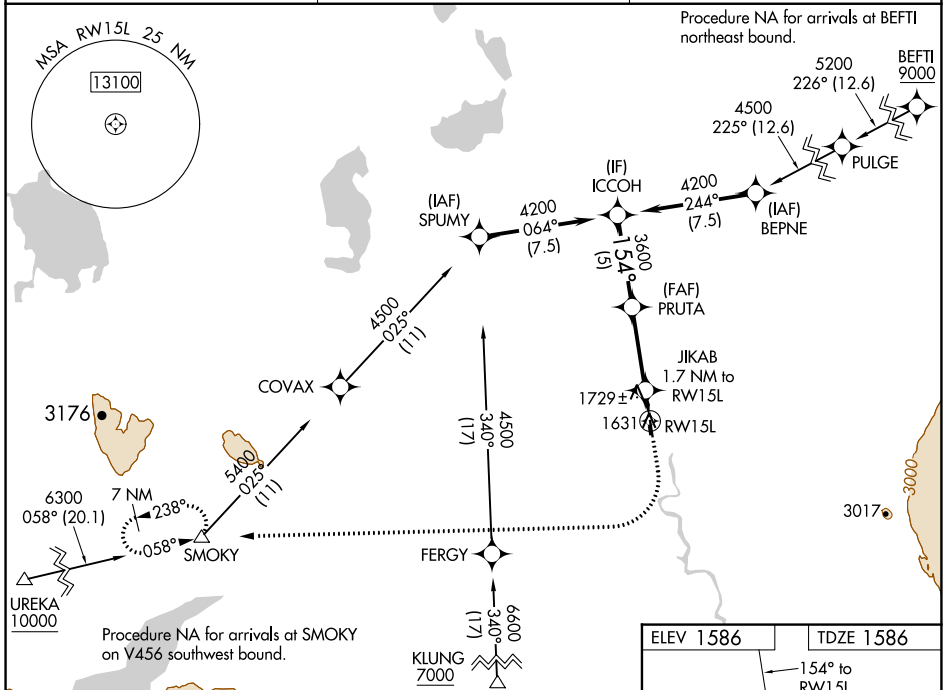 MSA RW15L 25 NM
13100
Procedure NA for arrivals at BEFTI
northeast bound.
BEFTI
9000
5200
226° (12.6)
4500
225° (12.6)
PULGE
(IF)
ICCOH
(IAF)
SPUMY
4200
064°
(7.5)
4200
244°
(7.5)
(IAF)
BEPNE
3600
154°
(5)
(FAF)
PRUTA
4500
025°
(11)
COVAX
JIKAB
1.7 NM to
RW15L
1729±
1631
RW15L
3176
4500
340°
(17)
5400
025°
(11)
3000
6300
058° (20.1)
7 NM
238°
058°
SMOKY
3017
FERGY
UREKA
10000
6600
340°
(17)
Procedure NA for arrivals at SMOKY
on V456 southwest bound.
KLUNG
7000
ELEV 1586
TDZE 1586
154° to
RW15L